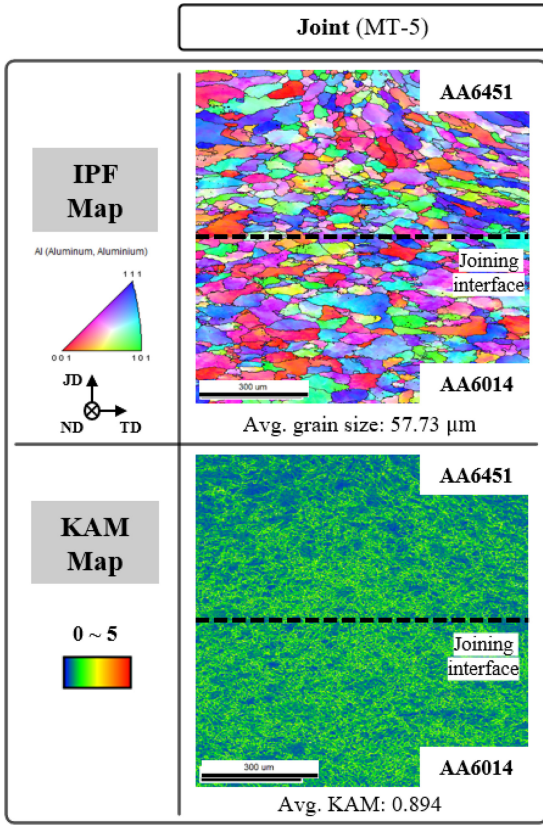 Joint (MT-5)
AA6451
IPF
Map
Al (Aluminum, Aluminium)
1 1 1
0 0 1
1 0 1
JD
ND
TD
Joining
interface
300 um
AA6014
Avg. grain size: 57.73 μm
AA6451
KAM
Map
0 ~ 5
Joining
interface
300 um
AA6014
Avg. KAM: 0.894